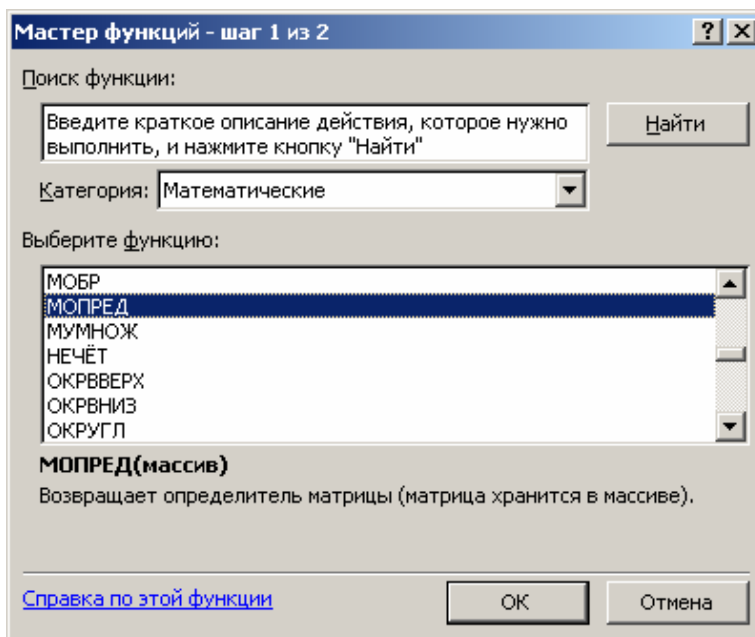 Мастер функций - шаг 1 из 2
Поиск функции:
Введите краткое описание действия, которое нужно
выполнить, и нажмите кнопку "Найти"
Найти
Категория: Математические
Выберите функцию:
МОБР
МОПРЕД
МУМНОЖ
НЕЧЁТ
ОКРВВЕРХ
ОКРВНИЗ
ОКРУГЛ
МОПРЕД(массив)
Возвращает определитель матрицы (матрица хранится в массиве).
Справка по этой функции
ОК
Отмена